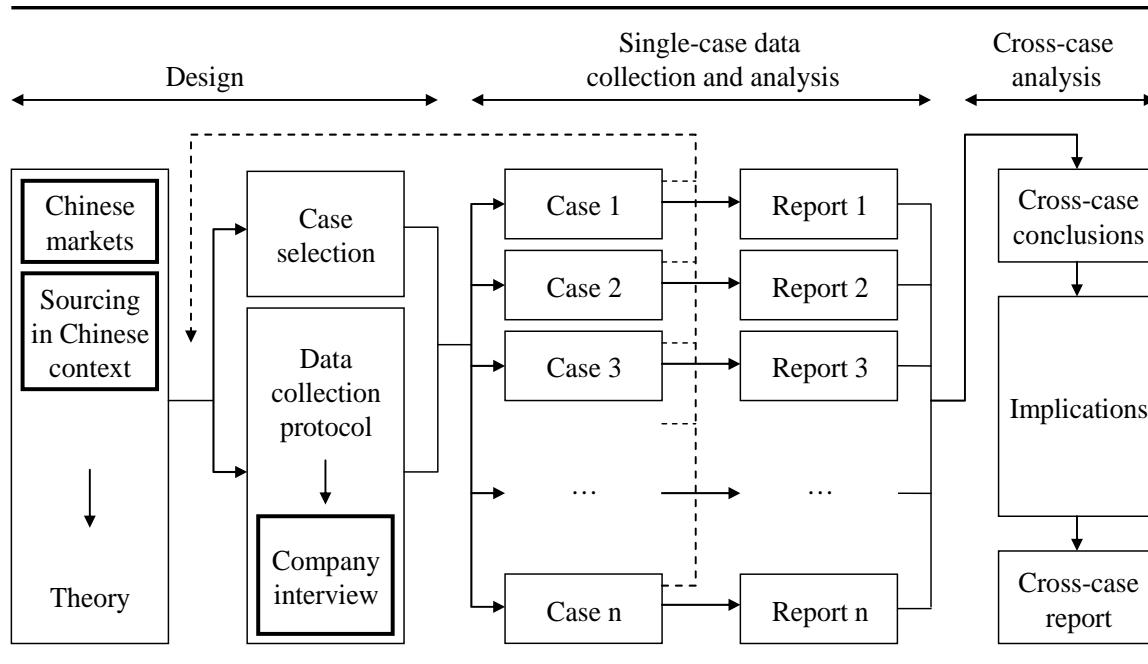 Design
Single-case data
collection and analysis
Cross-case
analysis
Chinese
markets
Sourcing
in Chinese
context
Theory
Case
selection
Data
collection
protocol
Company
interview
Case 1
Report 1
Case 2
Report 2
Case 3
Report 3
…
…
Case n
Report n
Cross-case
conclusions
Implications
Cross-case
report